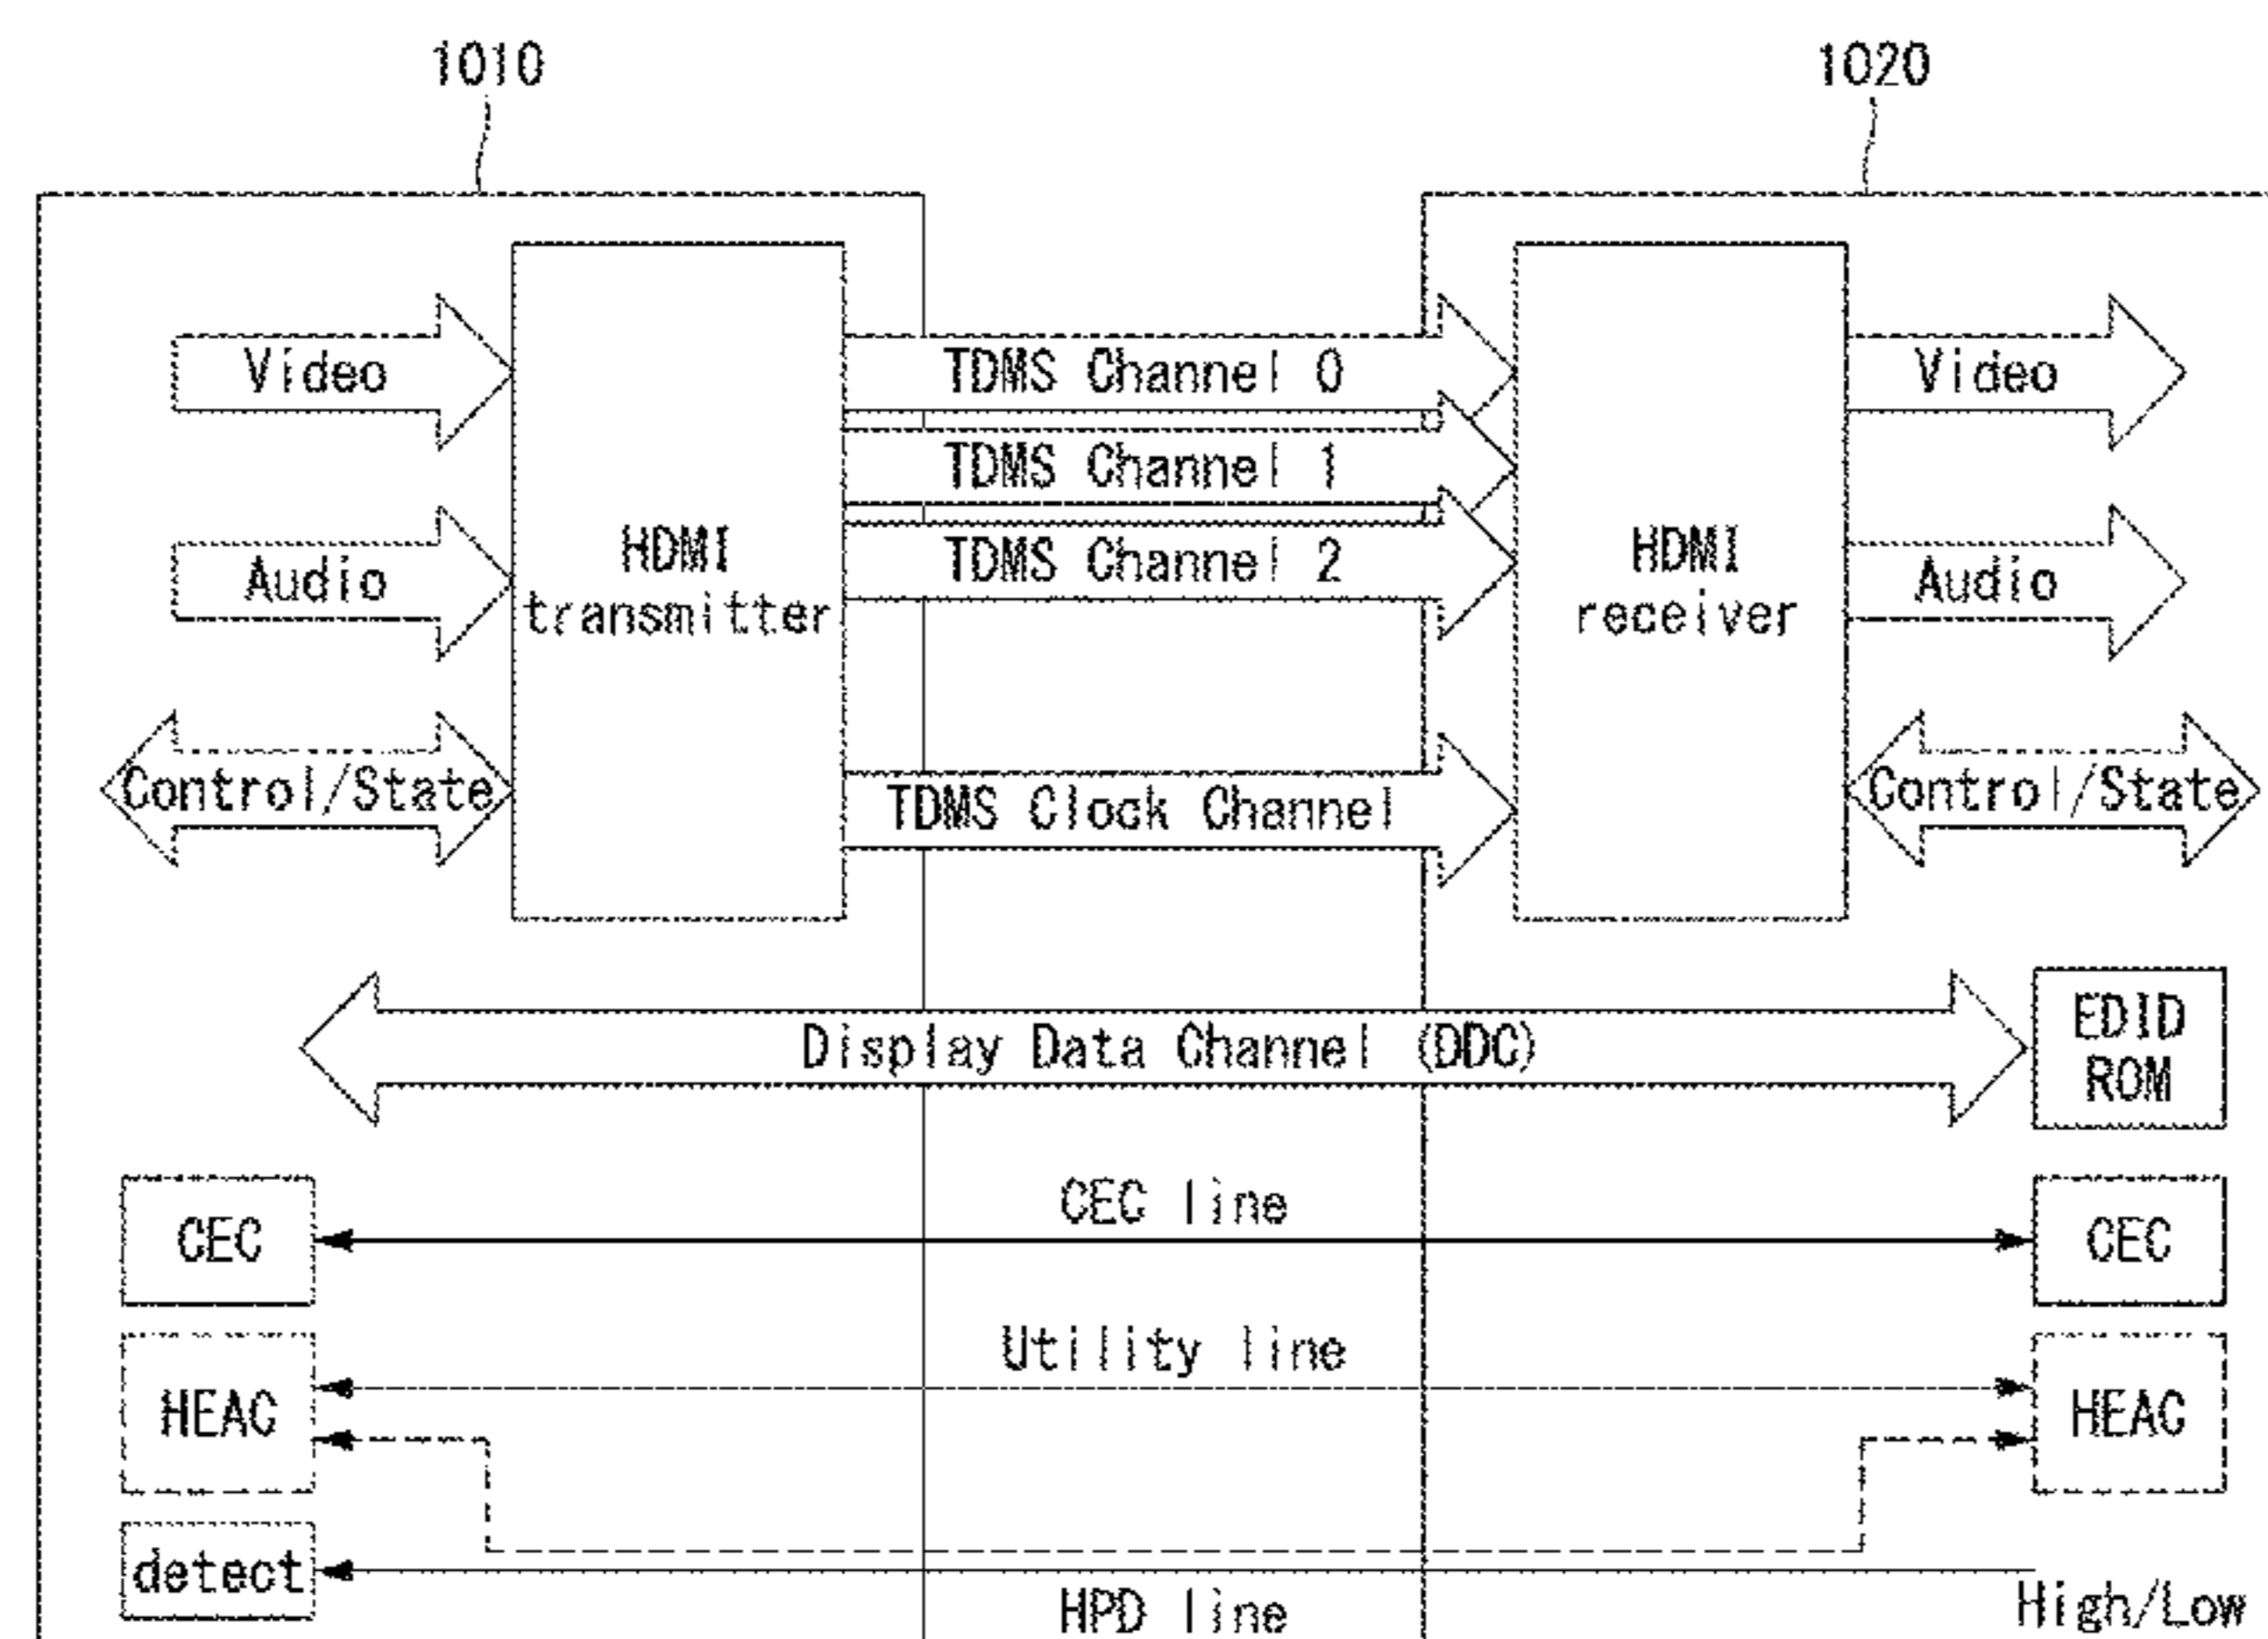 1010
1020
Video
TDMS Channel 0
Video
TDMS Channel 1
HDMI
transmitter
TDMS Channel 2
HDMI
receiver
Audio
Audio
Control/State
TDMS Clock Channel
Control/State
Display Data Channel (DDC)
EDID
ROM
CEC line
CEC
CEC
Utility line
HEAC
HEAC
detect
HPD line
High/Low